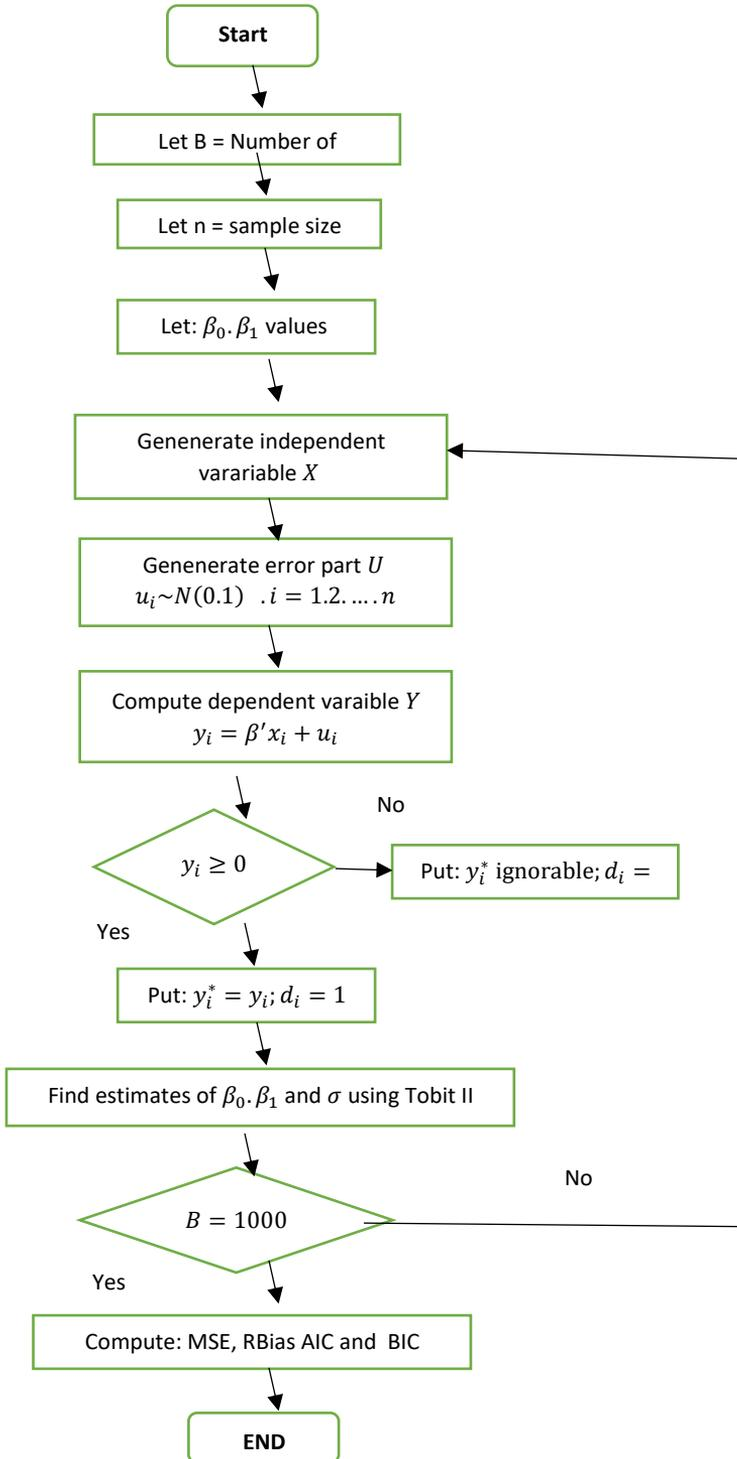 Start
Let B = Number of
Let n = sample size
Let: β₀.β₁ values
Genenerate independent
varariable X
Genenerate error part U
uᵢ~N(0.1) .i = 1.2. ... .n
Compute dependent varaible Y
yᵢ = β′xᵢ + uᵢ
No
yᵢ ≥ 0
Put: yᵢ* ignorable; dᵢ =
Yes
Put: yᵢ* = yᵢ; dᵢ = 1
Find estimates of β₀.β₁ and σ using Tobit II
No
B = 1000
Yes
Compute: MSE, RBias AIC and BIC
END